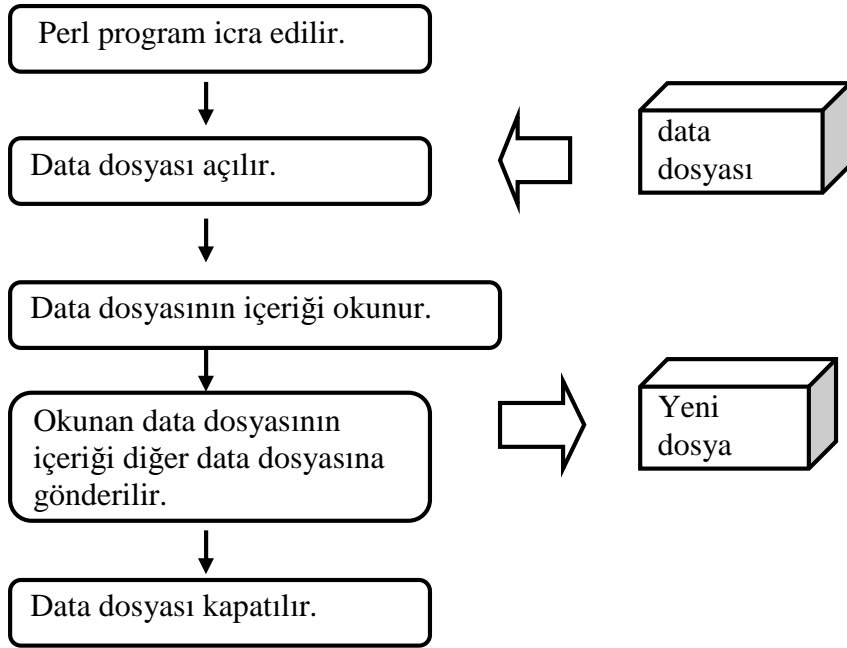 Perl program icra edilir.
Data dosyası açılır.
data
dosyası
Data dosyasının içeriği okunur.
Okunan data dosyasının
içeriği diğer data dosyasına
gönderilir.
Yeni
dosya
Data dosyası kapatılır.